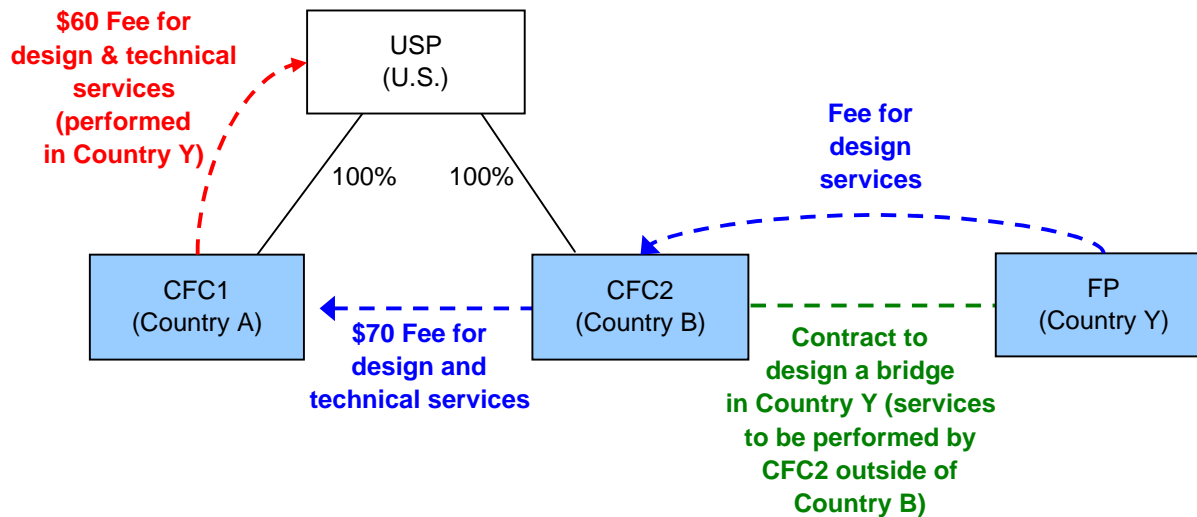 $60 Fee for
design & technical
services
(performed
in Country Y)
USP
(U.S.)
100%
100%
Fee for
design
services
CFC1
(Country A)
$70 Fee for
design and
technical services
CFC2
(Country B)
Contract to
design a bridge
in Country Y (services
to be performed by
CFC2 outside of
Country B)
FP
(Country Y)